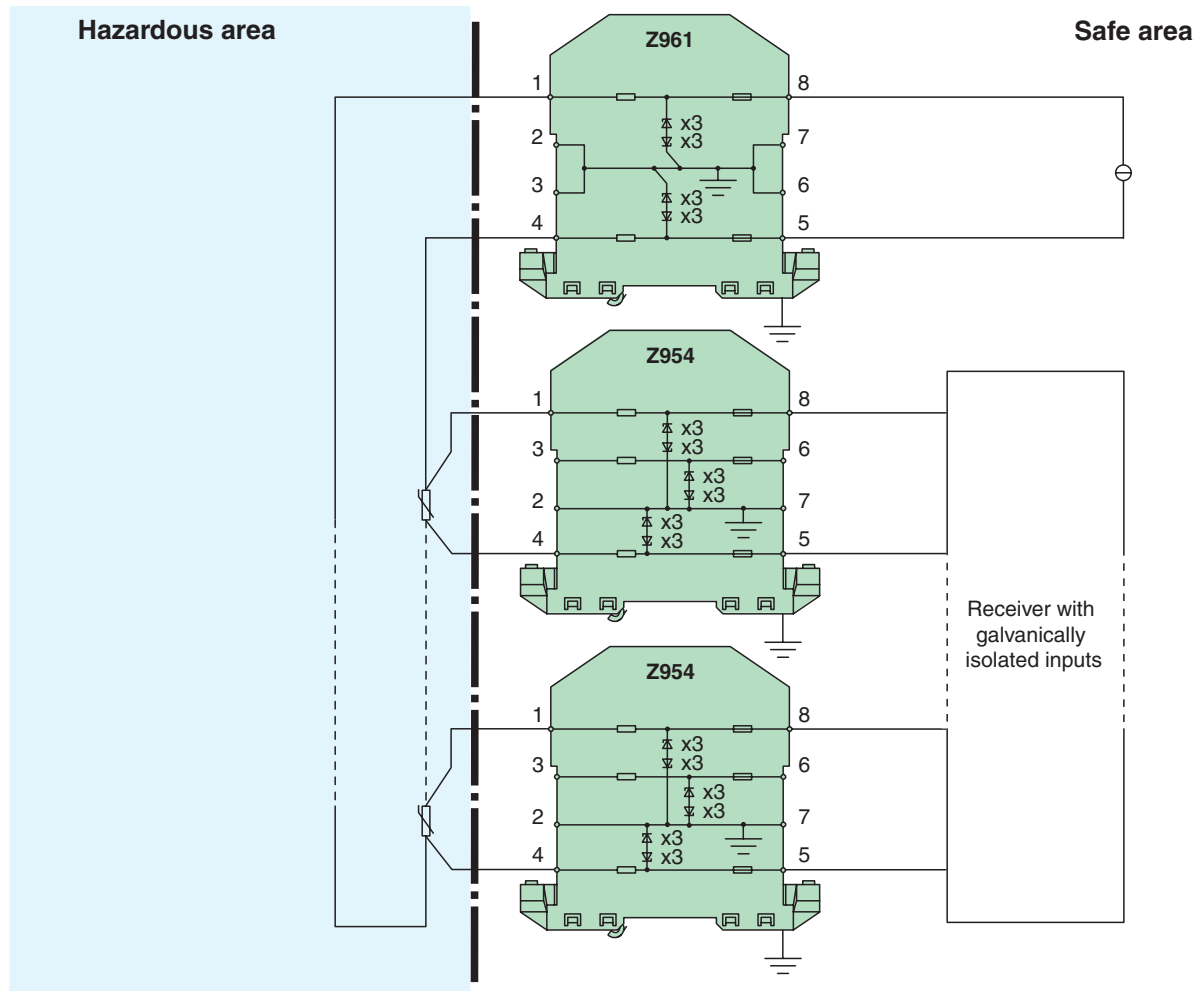 Hazardous area
Safe area
Z961
1
8
x3
x3
2
7
3
6
x3
x3
4
5
Z954
1
8
x3
x3
3
6
x3
x3
2
7
x3
x3
4
5
Receiver with
galvanically
isolated inputs
Z954
1
8
x3
x3
3
6
x3
x3
2
7
x3
x3
4
5